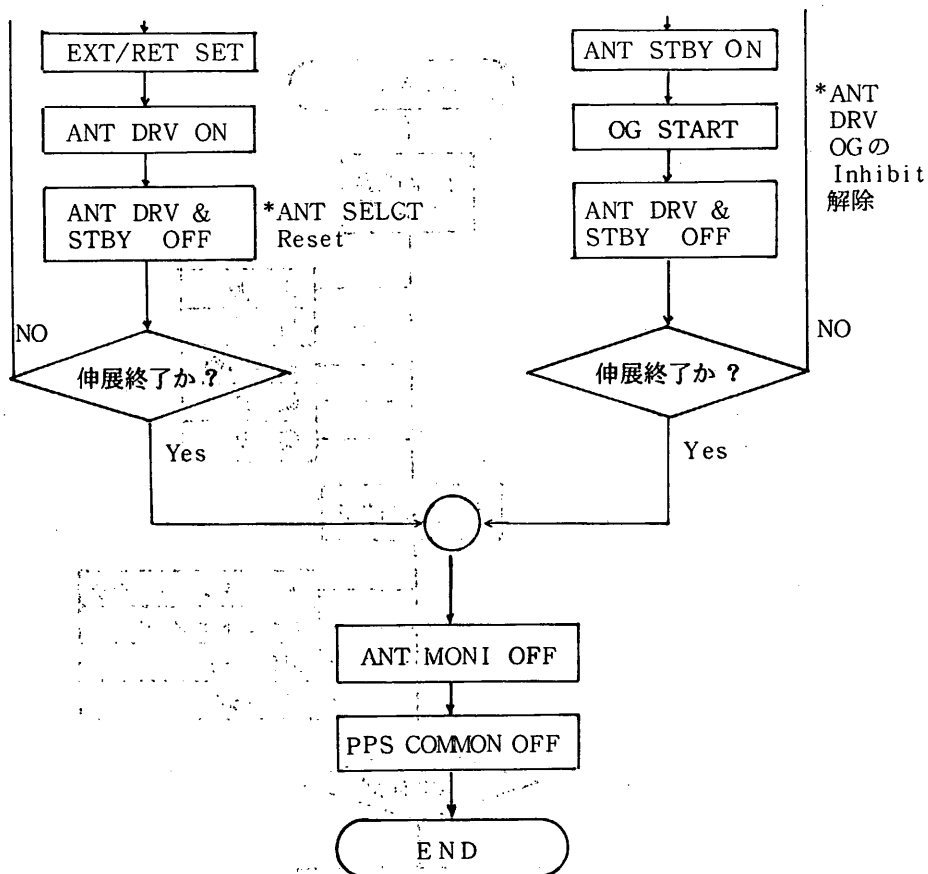 EXT/RET SET
ANT DRV ON
ANT DRV &
STBY OFF
*ANT SELCT
Reset
NO
伸展終了か?
Yes
ANT STBY ON
OG START
ANT DRV &
STBY OFF
*ANT
DRV
OGの
Inhibit
解除
NO
伸展終了か?
Yes
ANT MONI OFF
PPS COMMON OFF
END